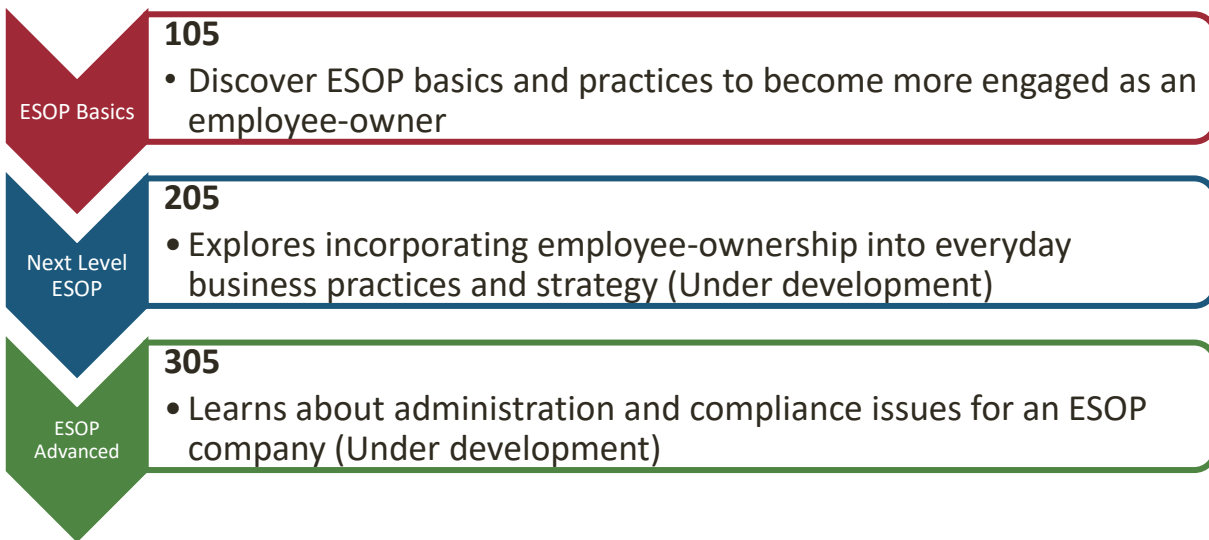 ESOP Basics
105
• Discover ESOP basics and practices to become more engaged as an
employee-owner
Next Level
ESOP
205
• Explores incorporating employee-ownership into everyday
business practices and strategy (Under development)
ESOP
Advanced
305
• Learns about administration and compliance issues for an ESOP
company (Under development)